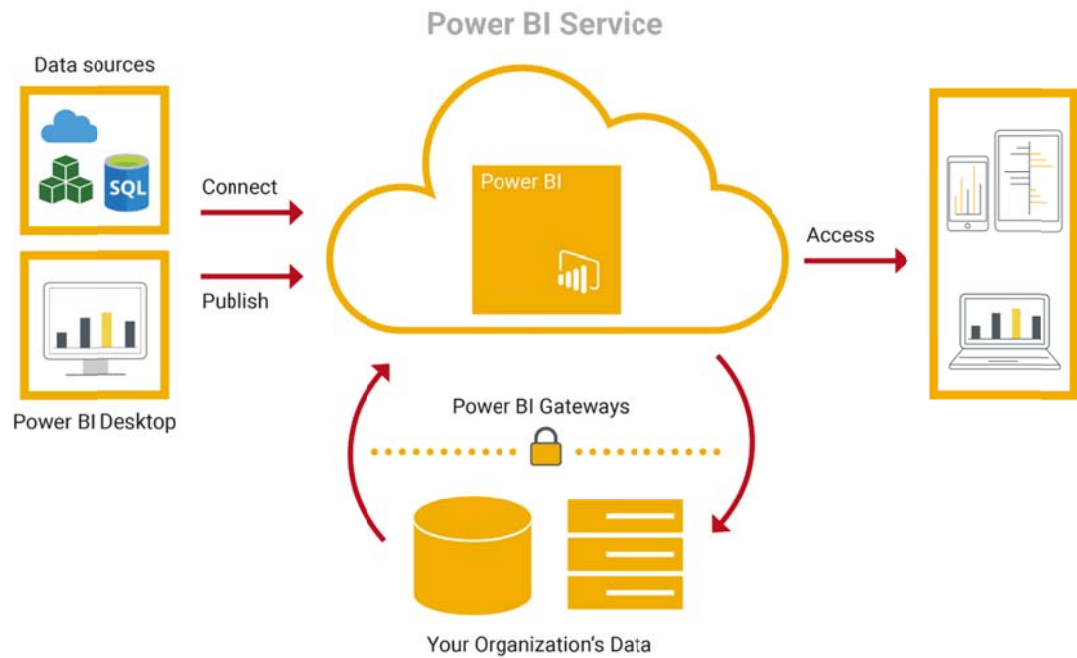 Power BI Service
Data sources
SQL
Connect
Publish
Power BI Desktop
Power BI
Access
Power BI Gateways
Your Organization's Data